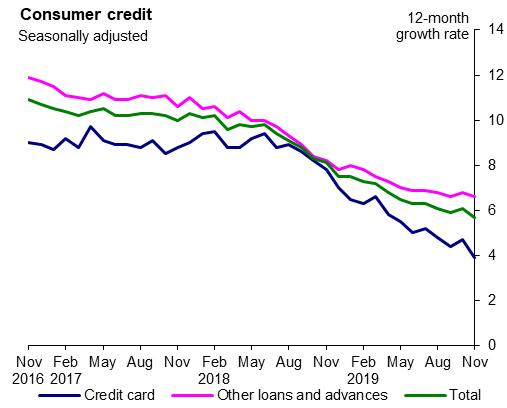 Consumer credit
12-month
Seasonally adjusted
growth rate
14
12
10
8
6
4
2
0
Nov Feb May Aug Nov Feb May Aug Nov Feb May Aug Nov
2016 2017 2018 2019
Credit card Other loans and advances Total